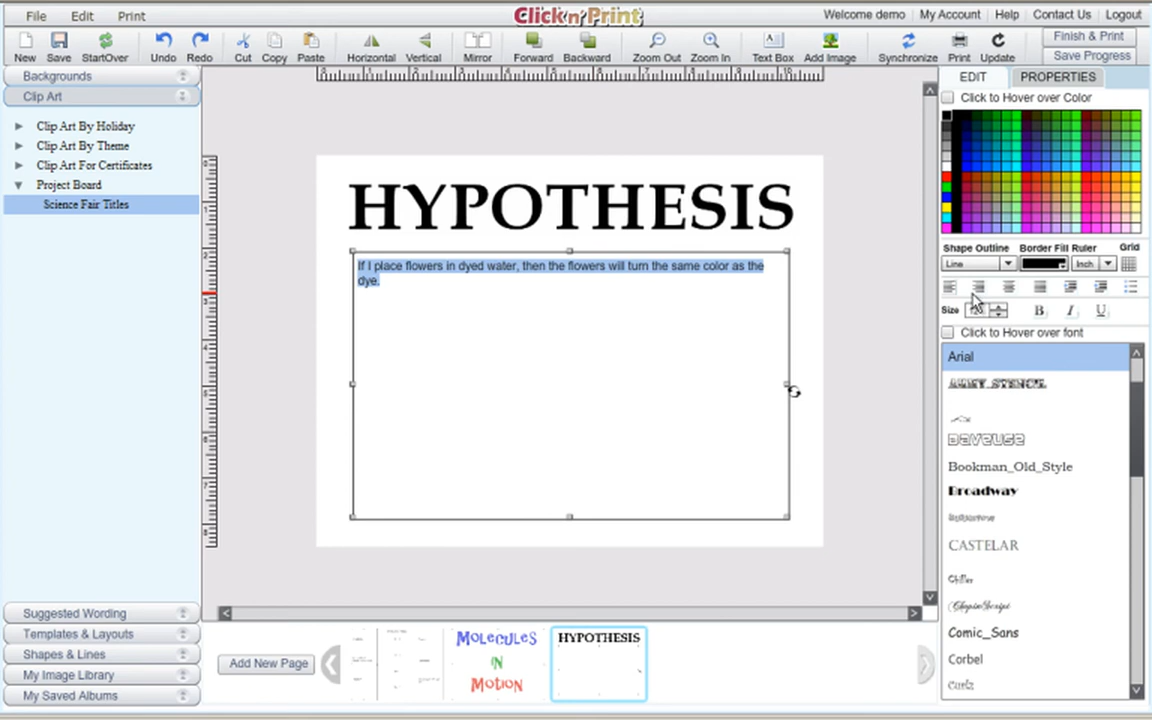 File Edit Print
Click n' Print
Welcome demo My Account Help Contact Us Logout
New Save StartOver Undo Redo Cut Copy Paste Horizontal Vertical Mirror Forward Backward Zoom Out Zoom In Text Box Add Image Synchronize Print Update
Finish & Print
Save Progress
Backgrounds
Clip Art
Clip Art By Holiday
Clip Art By Theme
Clip Art For Certificates
Project Board
Science Fair Titles
HYPOTHESIS
If I place flowers in dyed water, then the flowers will turn the same color as the
dye.
EDIT PROPERTIES
Click to Hover over Color
Shape Outline Border Fill Ruler Grid
Line Inch
Size B I U
Click to Hover over font
Arial
ARMY STENCIL
Bookman_Old_Style
Broadway
CASTELAR
Chiller
ChopinScript
Comic_Sans
Corbel
Curlz
Suggested Wording
Templates & Layouts
Shapes & Lines
My Image Library
My Saved Albums
Add New Page
MOLECULES
IN
MOTION
HYPOTHESIS